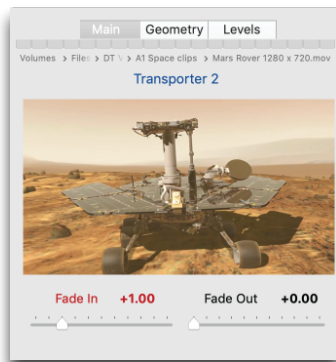 Main Geometry Levels
Volumes > Files > DT > A1 Space clips > Mars Rover 1280 x 720.mov
Transporter 2
Fade In +1.00 Fade Out +0.00